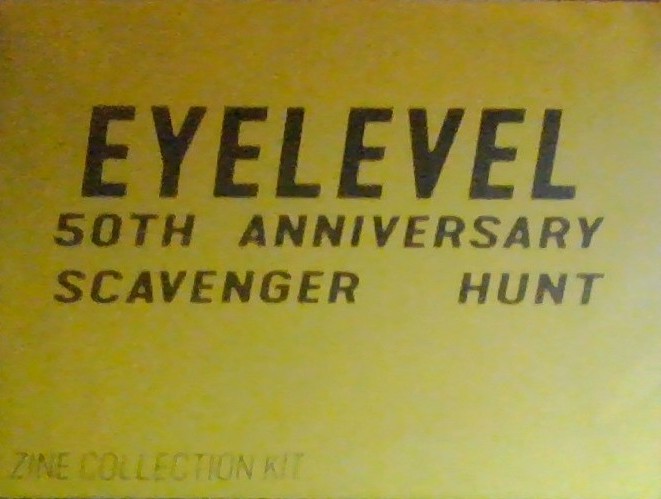 EYELEVEL
50TH ANNIVERSARY
SCAVENGER HUNT
ZINE COLLECTION KIT